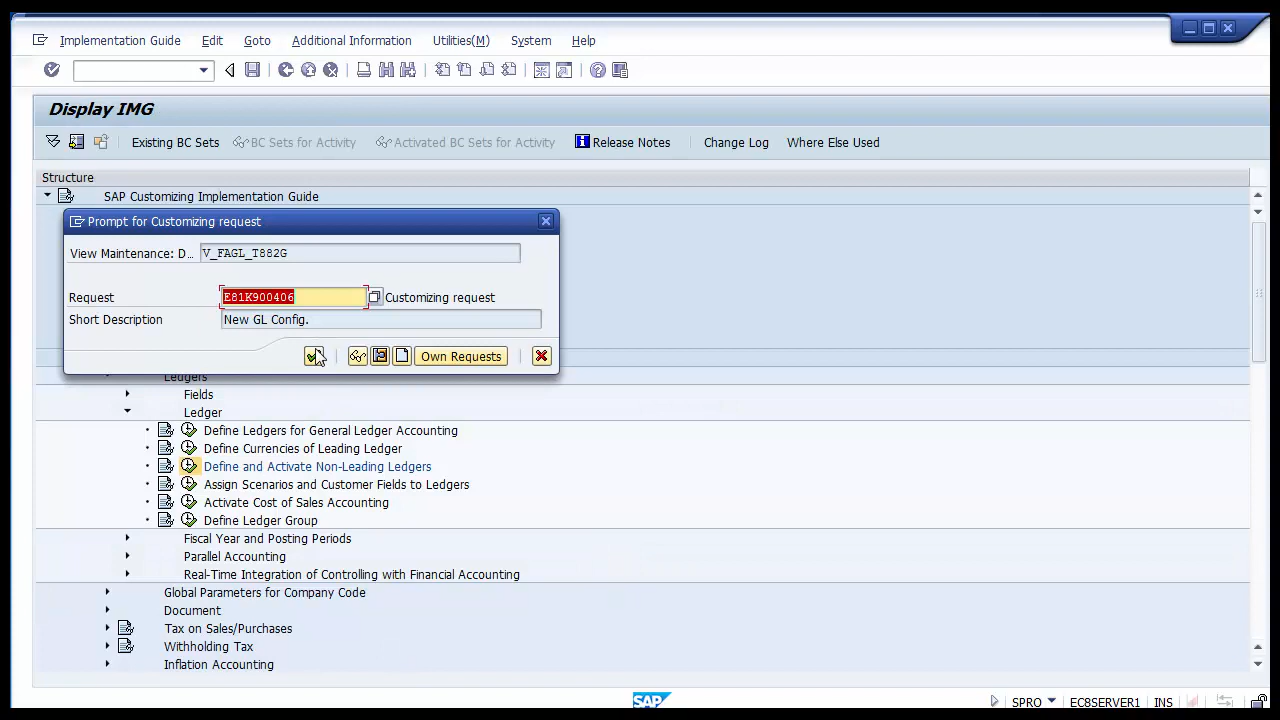 Implementation Guide Edit Goto Additional Information Utilities(M) System Help
Display IMG
Existing BC Sets BC Sets for Activity Activated BC Sets for Activity Release Notes Change Log Where Else Used
Structure
SAP Customizing Implementation Guide
Prompt for Customizing request
View Maintenance: D... V_FAGL_T882G
Request E81K900406 Customizing request
Short Description New GL Config.
Own Requests
Ledgers
Fields
Ledger
Define Ledgers for General Ledger Accounting
Define Currencies of Leading Ledger
Define and Activate Non-Leading Ledgers
Assign Scenarios and Customer Fields to Ledgers
Activate Cost of Sales Accounting
Define Ledger Group
Fiscal Year and Posting Periods
Parallel Accounting
Real-Time Integration of Controlling with Financial Accounting
Global Parameters for Company Code
Document
Tax on Sales/Purchases
Withholding Tax
Inflation Accounting
SAP SPRO EC8SERVER1 INS